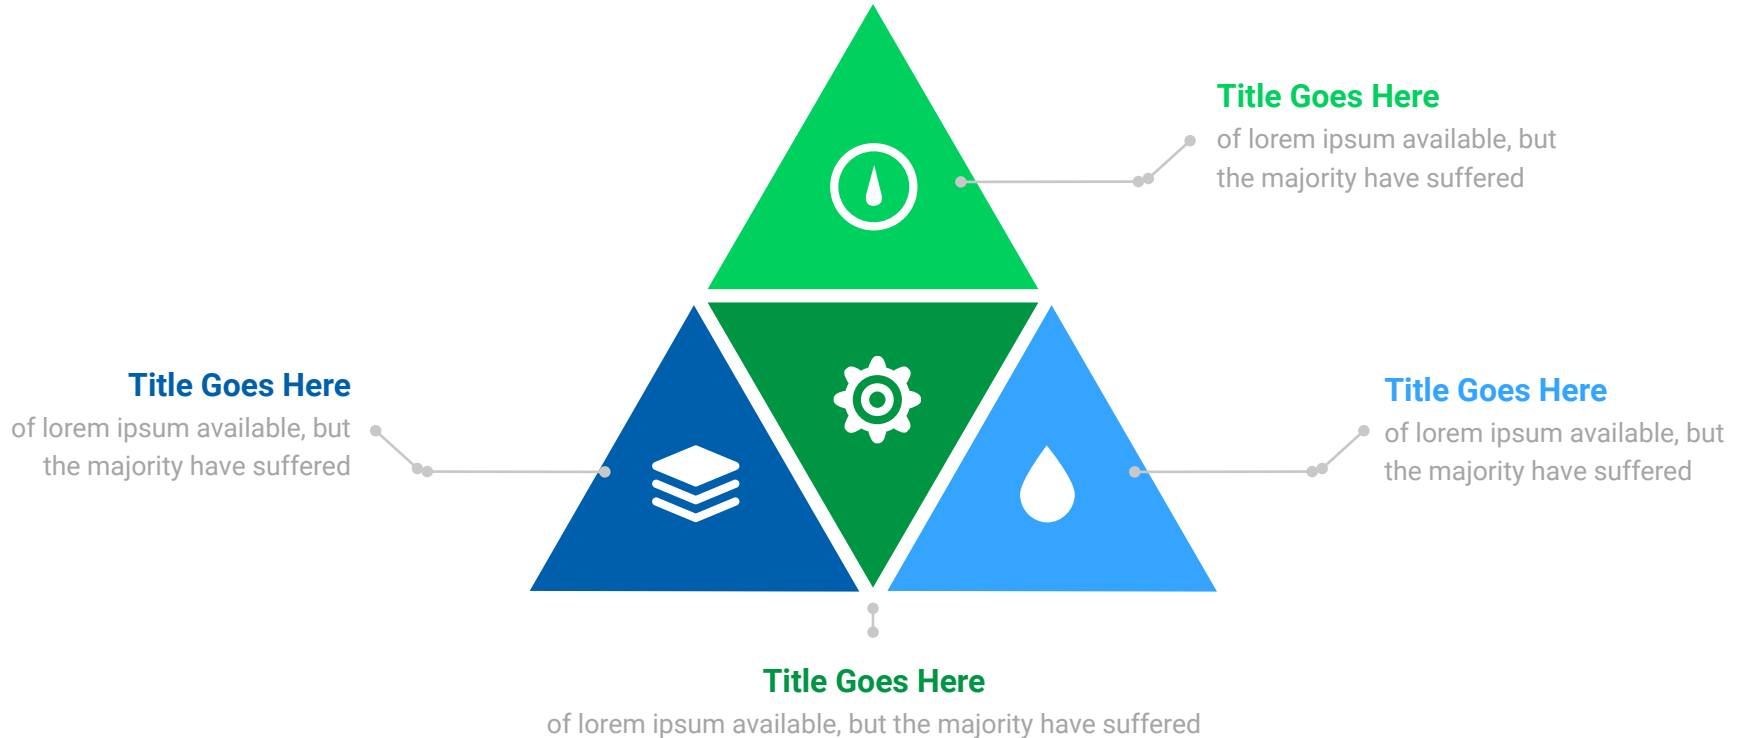 Title Goes Here
of lorem ipsum available, but
the majority have suffered
Title Goes Here
of lorem ipsum available, but
the majority have suffered
Title Goes Here
of lorem ipsum available, but
the majority have suffered
Title Goes Here
of lorem ipsum available, but the majority have suffered